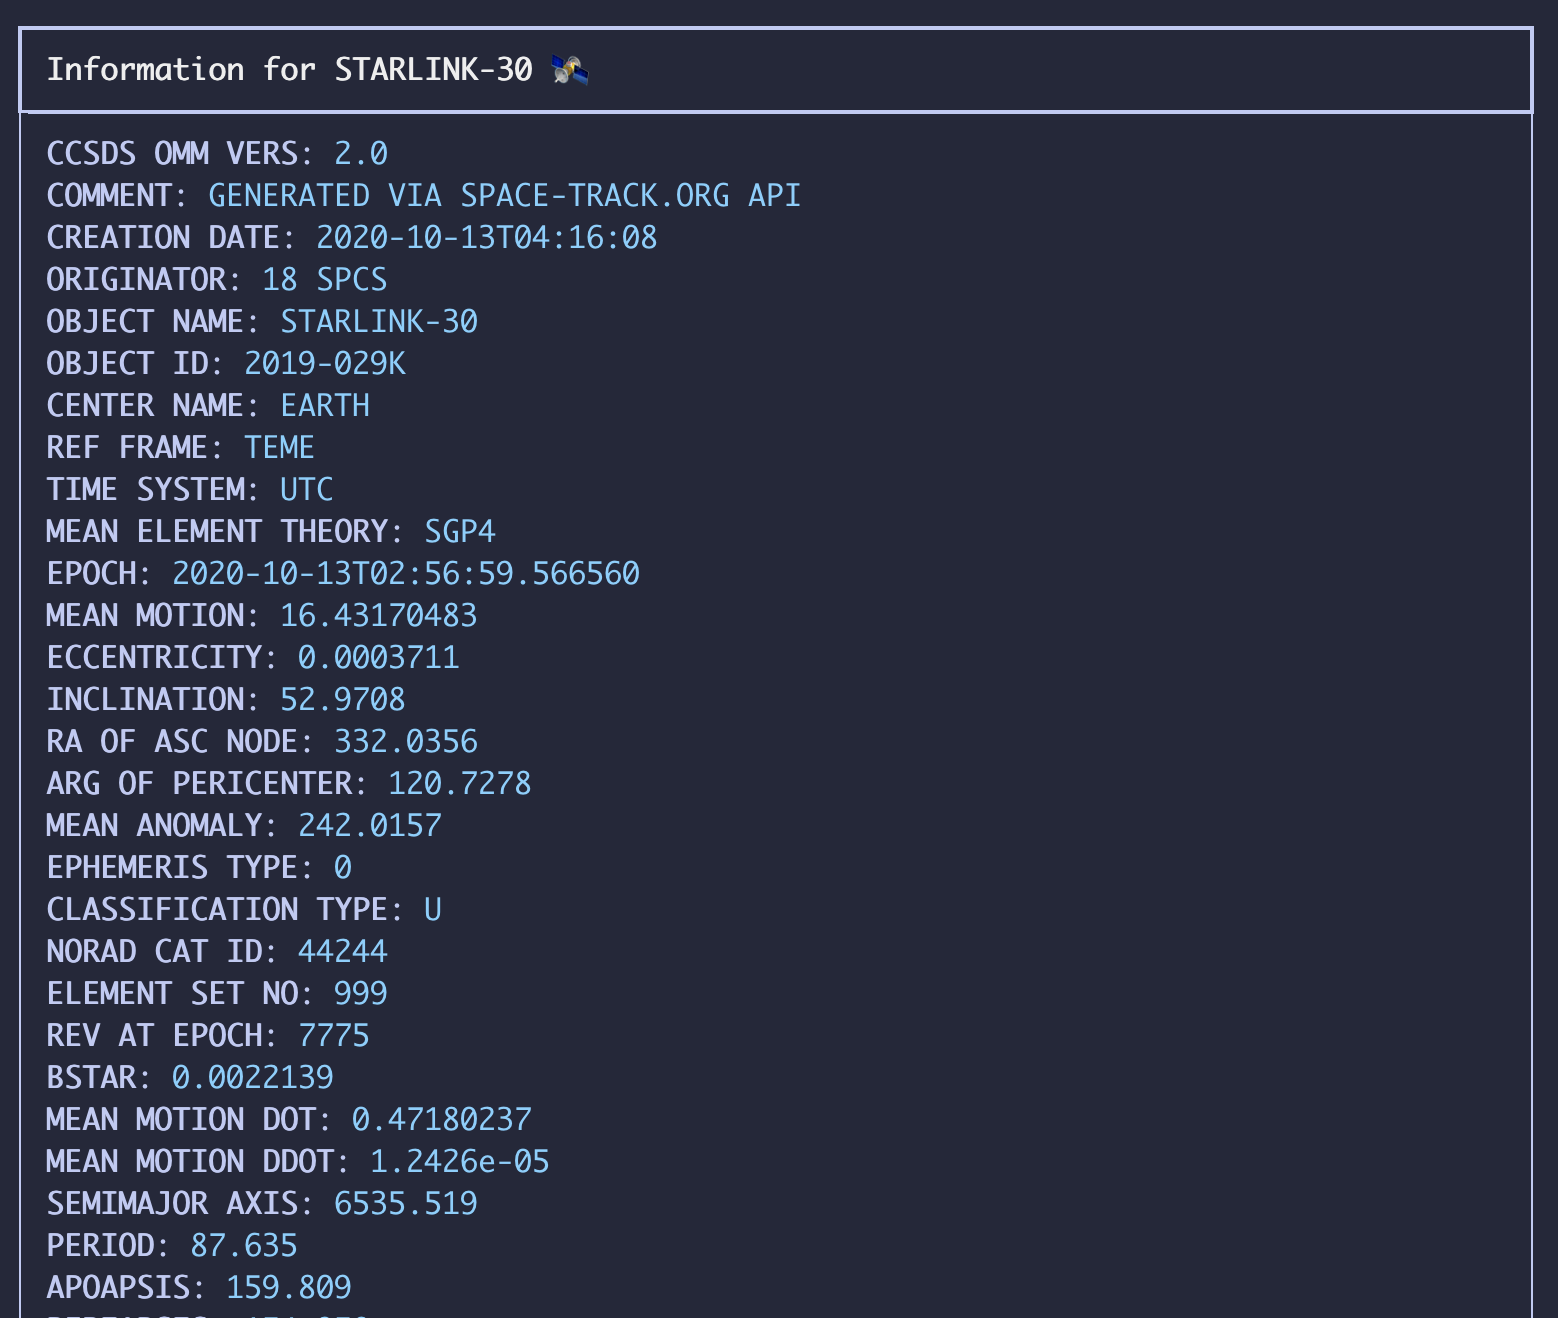 Information for STARLINK-30 🛰
CCSDS OMM VERS: 2.0
COMMENT: GENERATED VIA SPACE-TRACK.ORG API
CREATION DATE: 2020-10-13T04:16:08
ORIGINATOR: 18 SPCS
OBJECT NAME: STARLINK-30
OBJECT ID: 2019-029K
CENTER NAME: EARTH
REF FRAME: TEME
TIME SYSTEM: UTC
MEAN ELEMENT THEORY: SGP4
EPOCH: 2020-10-13T02:56:59.566560
MEAN MOTION: 16.43170483
ECCENTRICITY: 0.0003711
INCLINATION: 52.9708
RA OF ASC NODE: 332.0356
ARG OF PERICENTER: 120.7278
MEAN ANOMALY: 242.0157
EPHEMERIS TYPE: 0
CLASSIFICATION TYPE: U
NORAD CAT ID: 44244
ELEMENT SET NO: 999
REV AT EPOCH: 7775
BSTAR: 0.0022139
MEAN MOTION DOT: 0.47180237
MEAN MOTION DDOT: 1.2426e-05
SEMIMAJOR AXIS: 6535.519
PERIOD: 87.635
APOAPSIS: 159.809